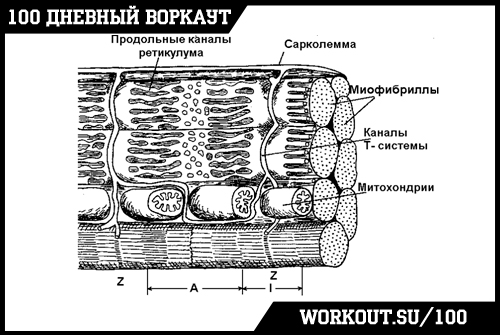 100 ДНЕВНЫЙ ВОРКАУТ
Продольные каналы
ретикулума
Сарколемма
Миофибриллы
Каналы
Т- системы
Митохондрии
Z
A
Z
I
WORKOUT.SU/100